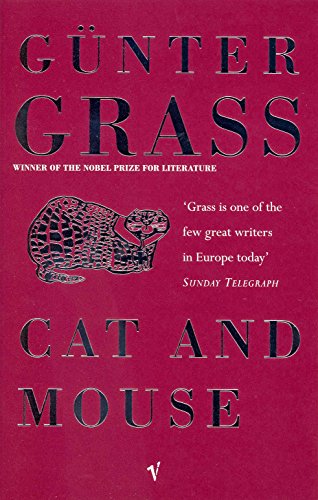 GÜNTER
GRASS
WINNER OF THE NOBEL PRIZE FOR LITERATURE
‘Grass is one of the
few great writers
in Europe today’
SUNDAY TELEGRAPH
CAT AND
MOUSE
V